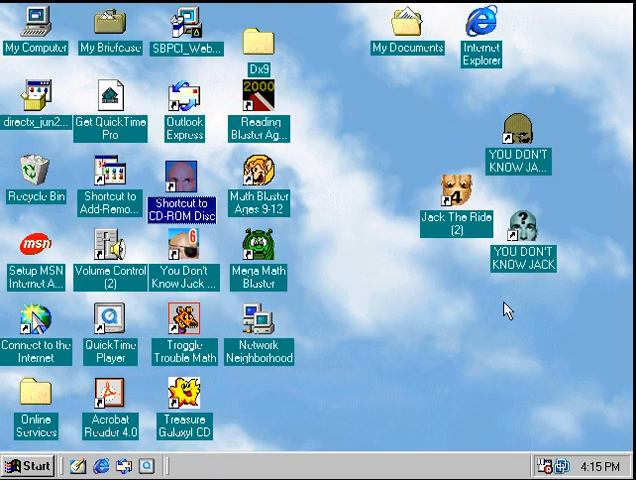 My Computer
My Briefcase
SBPCI_Web...
Dx9
My Documents
Internet
Explorer
directx_jun2...
Get QuickTime
Pro
Outlook
Express
2000
Reading
Blaster Ag...
YOU DON'T
KNOW JA...
Recycle Bin
Shortcut to
Add-Remo...
Shortcut to
CD-ROM Disc
Math Blaster
Ages 9-12
4
Jack The Ride
(2)
?
YOU DON'T
KNOW JACK
msn
Setup MSN
Internet A...
Volume Control
(2)
6
You Don't
Know Jack ...
Mega Math
Blaster
Connect to the
Internet
QuickTime
Player
Troggle
Trouble Math
Network
Neighborhood
Online
Services
Acrobat
Reader 4.0
Treasure
Galaxy! CD
Start
4:15 PM